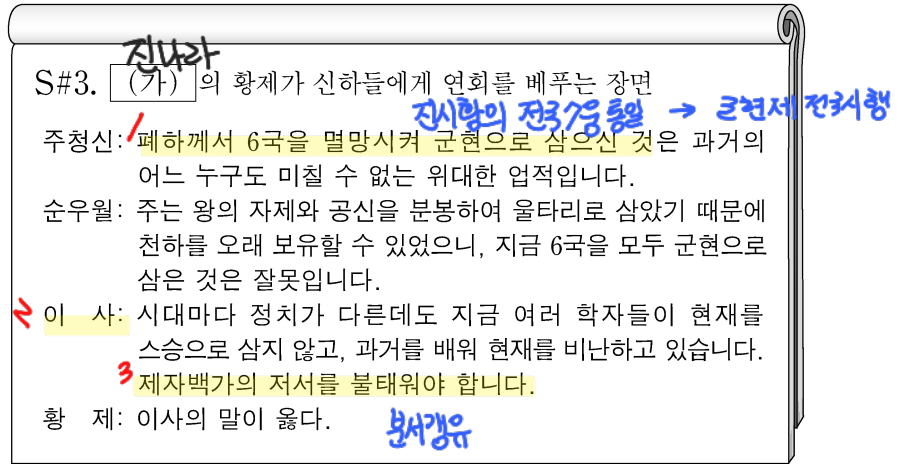 진나라
S#3. (가)의 황제가 신하들에게 연회를 베푸는 장면
진시황의 전국7웅 통일 → 군현제 전국시행
1
주청신: 폐하께서 6국을 멸망시켜 군현으로 삼으신 것은 과거의
어느 누구도 미칠 수 없는 위대한 업적입니다.
순우월: 주는 왕의 자제와 공신을 분봉하여 울타리로 삼았기 때문에
천하를 오래 보유할 수 있었으니, 지금 6국을 모두 군현으로
삼은 것은 잘못입니다.
2
이 사: 시대마다 정치가 다른데도 지금 여러 학자들이 현재를
스승으로 삼지 않고, 과거를 배워 현재를 비난하고 있습니다.
3
제자백가의 저서를 불태워야 합니다.
황 제: 이사의 말이 옳다.
분서갱유